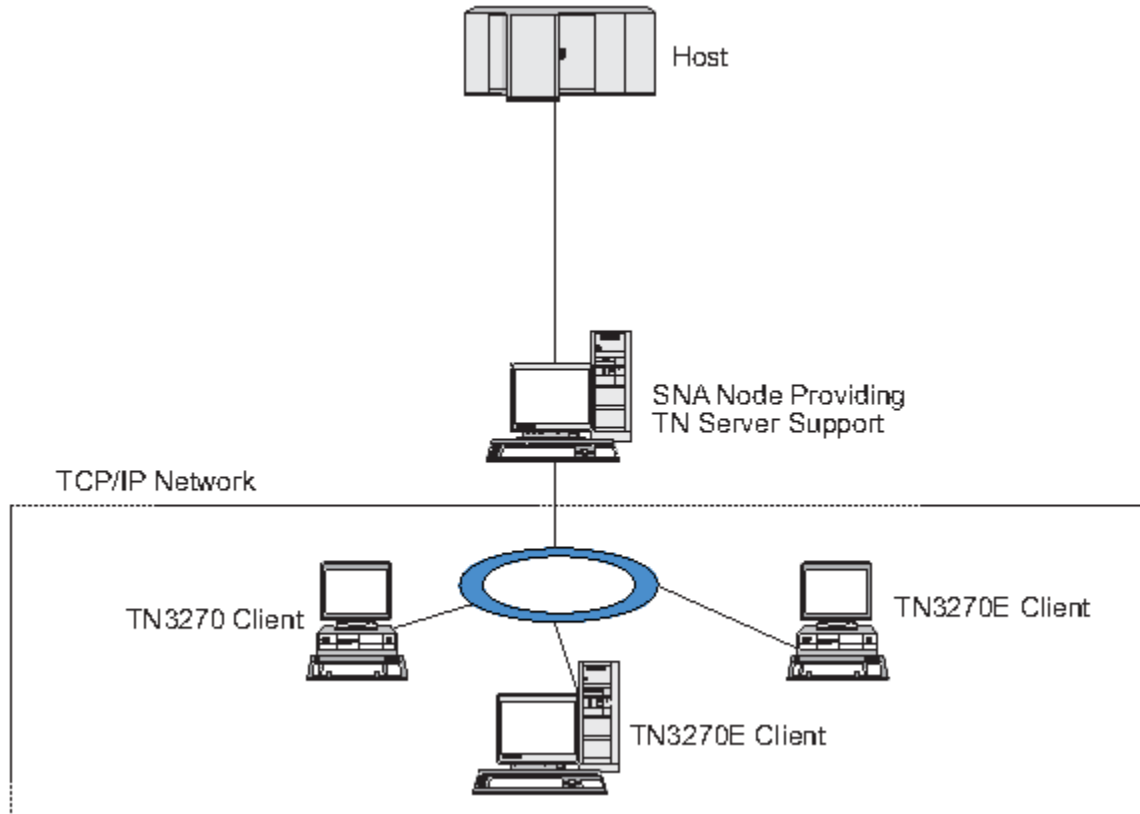 Host
SNA Node Providing
TN Server Support
TCP/IP Network
TN3270 Client
TN3270E Client
TN3270E Client